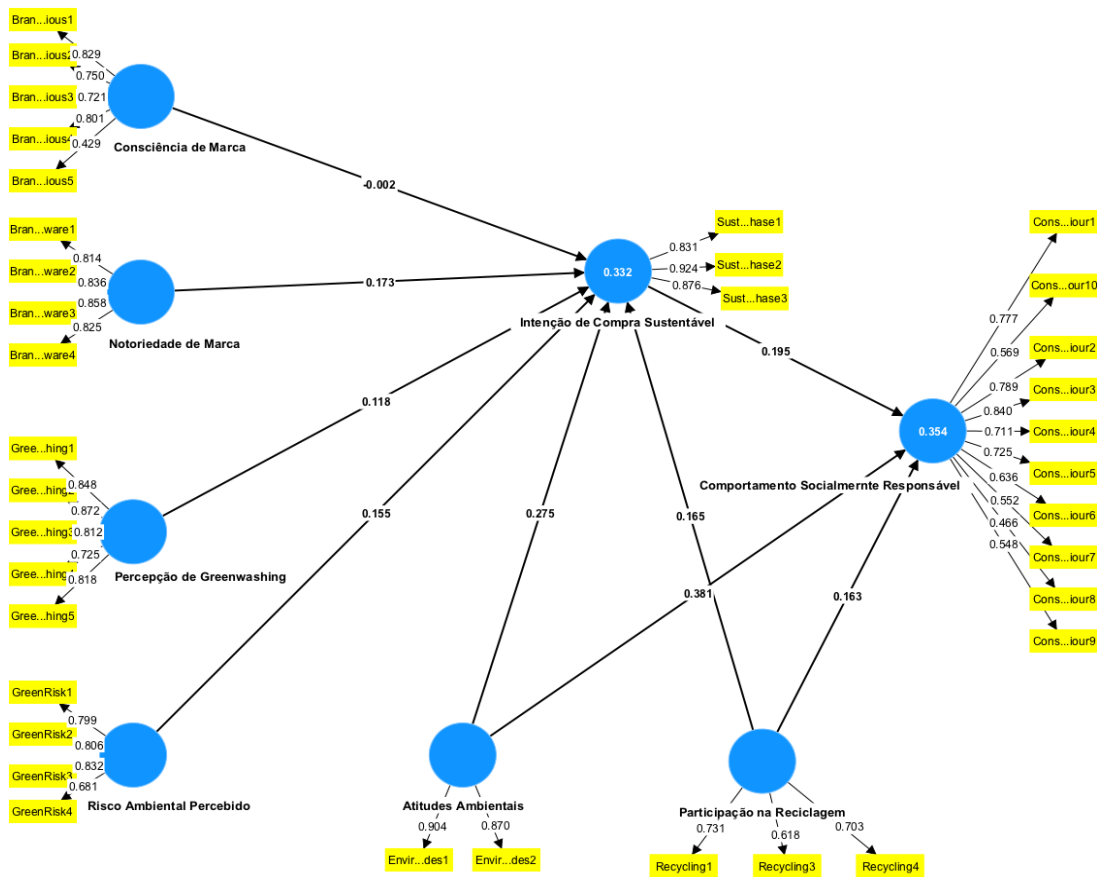 Bran...ious1
Bran...ious2
Bran...ious3
Bran...ious4
Bran...ious5
0.829
0.750
0.721
0.801
0.429
Consciência de Marca
-0.002
Bran...ware1
Bran...ware2
Bran...ware3
Bran...ware4
0.814
0.836
0.858
0.825
Notoriedade de Marca
0.173
Gree...hing1
Gree...hing2
Gree...hing3
Gree...hing4
Gree...hing5
0.848
0.872
0.812
0.725
0.818
Percepção de Greenwashing
0.118
GreenRisk1
GreenRisk2
GreenRisk3
GreenRisk4
0.799
0.806
0.832
0.681
Risco Ambiental Percebido
0.155
0.332
Intenção de Compra Sustentável
0.831
0.924
0.876
Sust...hase1
Sust...hase2
Sust...hase3
0.195
0.275
0.165
0.381
0.163
Atitudes Ambientais
0.904
0.870
Envir...des1
Envir...des2
Participação na Reciclagem
0.731
0.618
0.703
Recycling1
Recycling3
Recycling4
0.354
Comportamento Socialmernte Responsável
0.777
0.569
0.789
0.840
0.711
0.725
0.636
0.552
0.466
0.548
Cons...iour1
Cons...our10
Cons...iour2
Cons...iour3
Cons...iour4
Cons...iour5
Cons...iour6
Cons...iour7
Cons...iour8
Cons...iour9